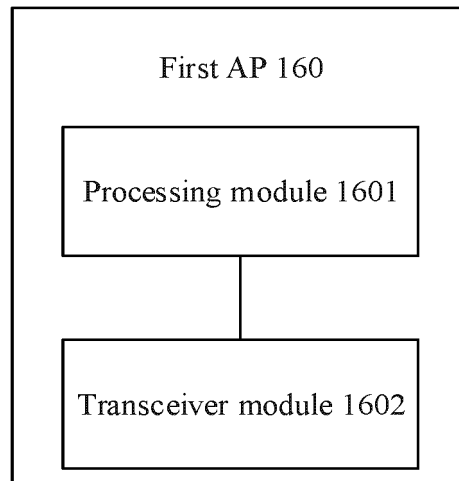 First AP 160
Processing module 1601
Transceiver module 1602